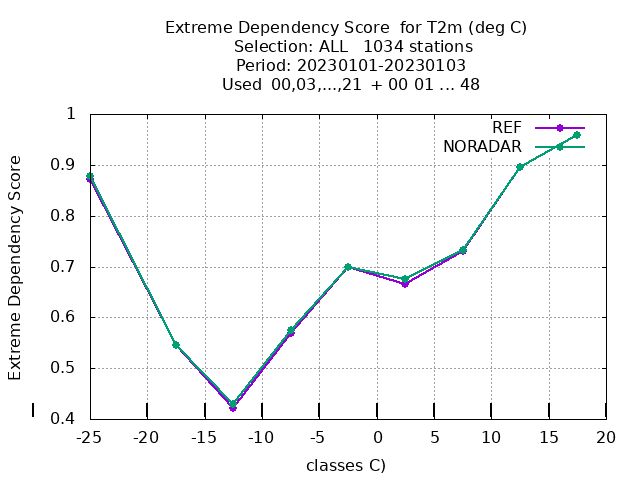 Extreme Dependency Score  for T2m (deg C)
Selection: ALL   1034 stations
Period: 20230101-20230103
Used  00,03,...,21  + 00 01 ... 48
REF
NORADAR
Extreme Dependency Score
1
0.9
0.8
0.7
0.6
0.5
0.4
-25 -20 -15 -10 -5 0 5 10 15 20
classes C)